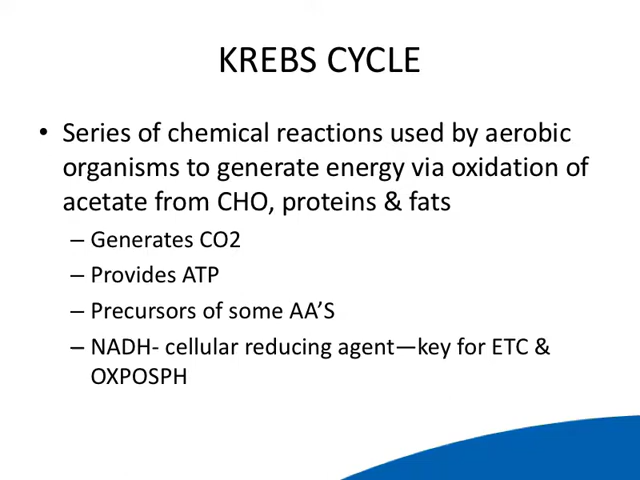 KREBS CYCLE
• Series of chemical reactions used by aerobic
organisms to generate energy via oxidation of
acetate from CHO, proteins & fats
– Generates CO2
– Provides ATP
– Precursors of some AA’S
– NADH- cellular reducing agent—key for ETC &
OXPOSPH